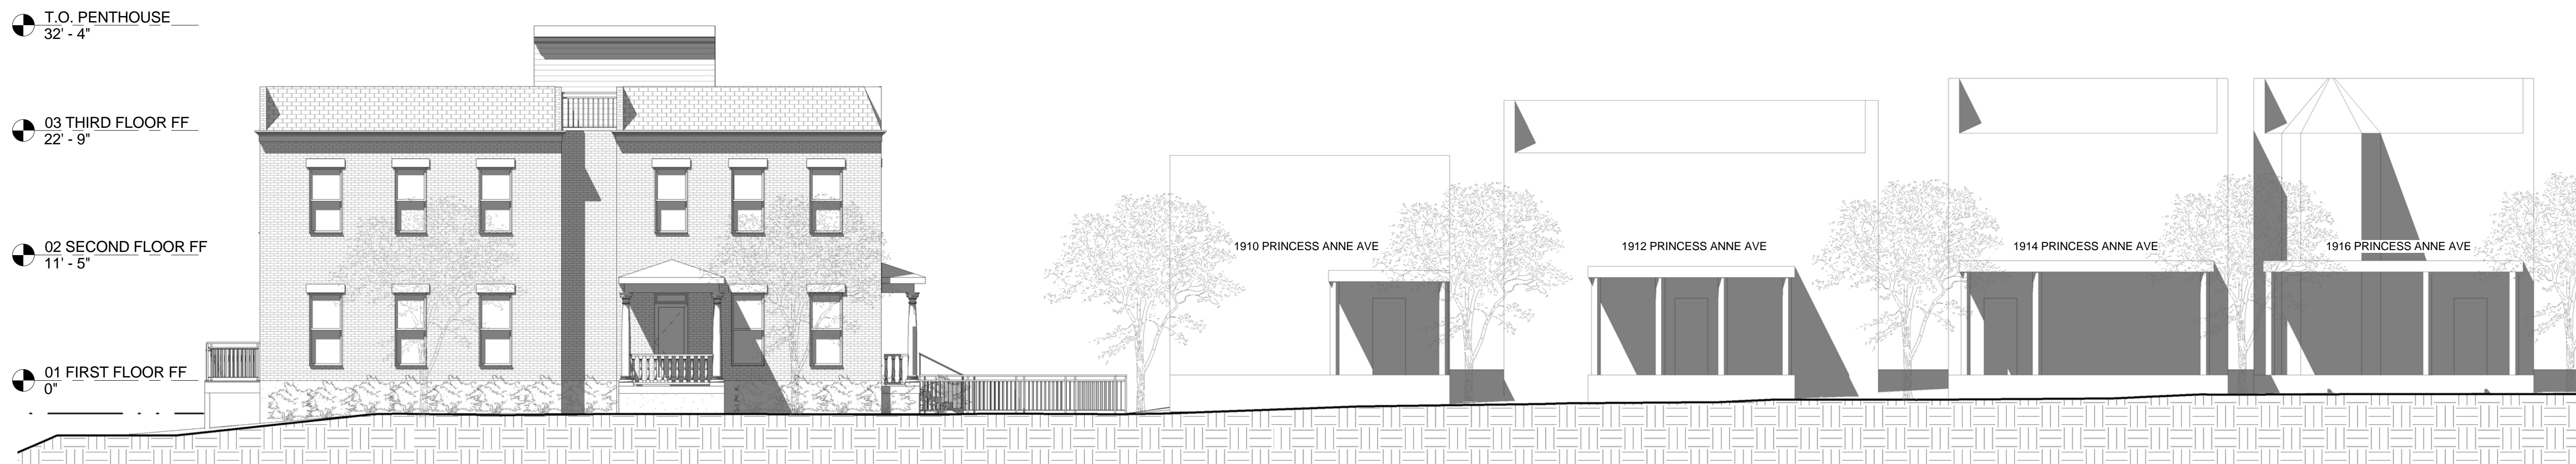 T.O. PENTHOUSE
32' - 4"
03 THIRD FLOOR FF
22' - 9"
02 SECOND FLOOR FF
11' - 5"
01 FIRST FLOOR FF
0"
1910 PRINCESS ANNE AVE
1912 PRINCESS ANNE AVE
1914 PRINCESS ANNE AVE
1916 PRINCESS ANNE AVE